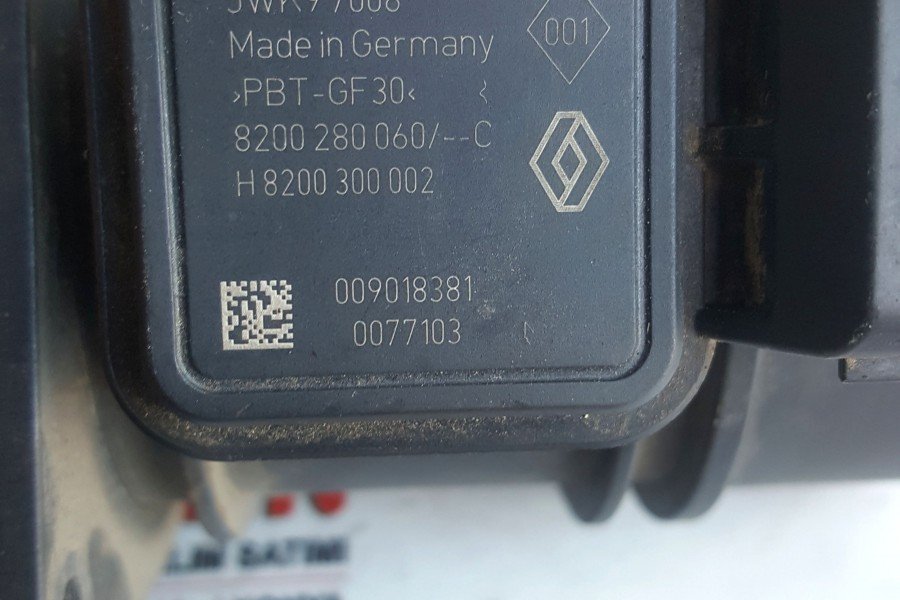 Made in Germany
001
>PBT-GF30<
8200 280 060/--C
H 8200 300 002
009018381
0077103